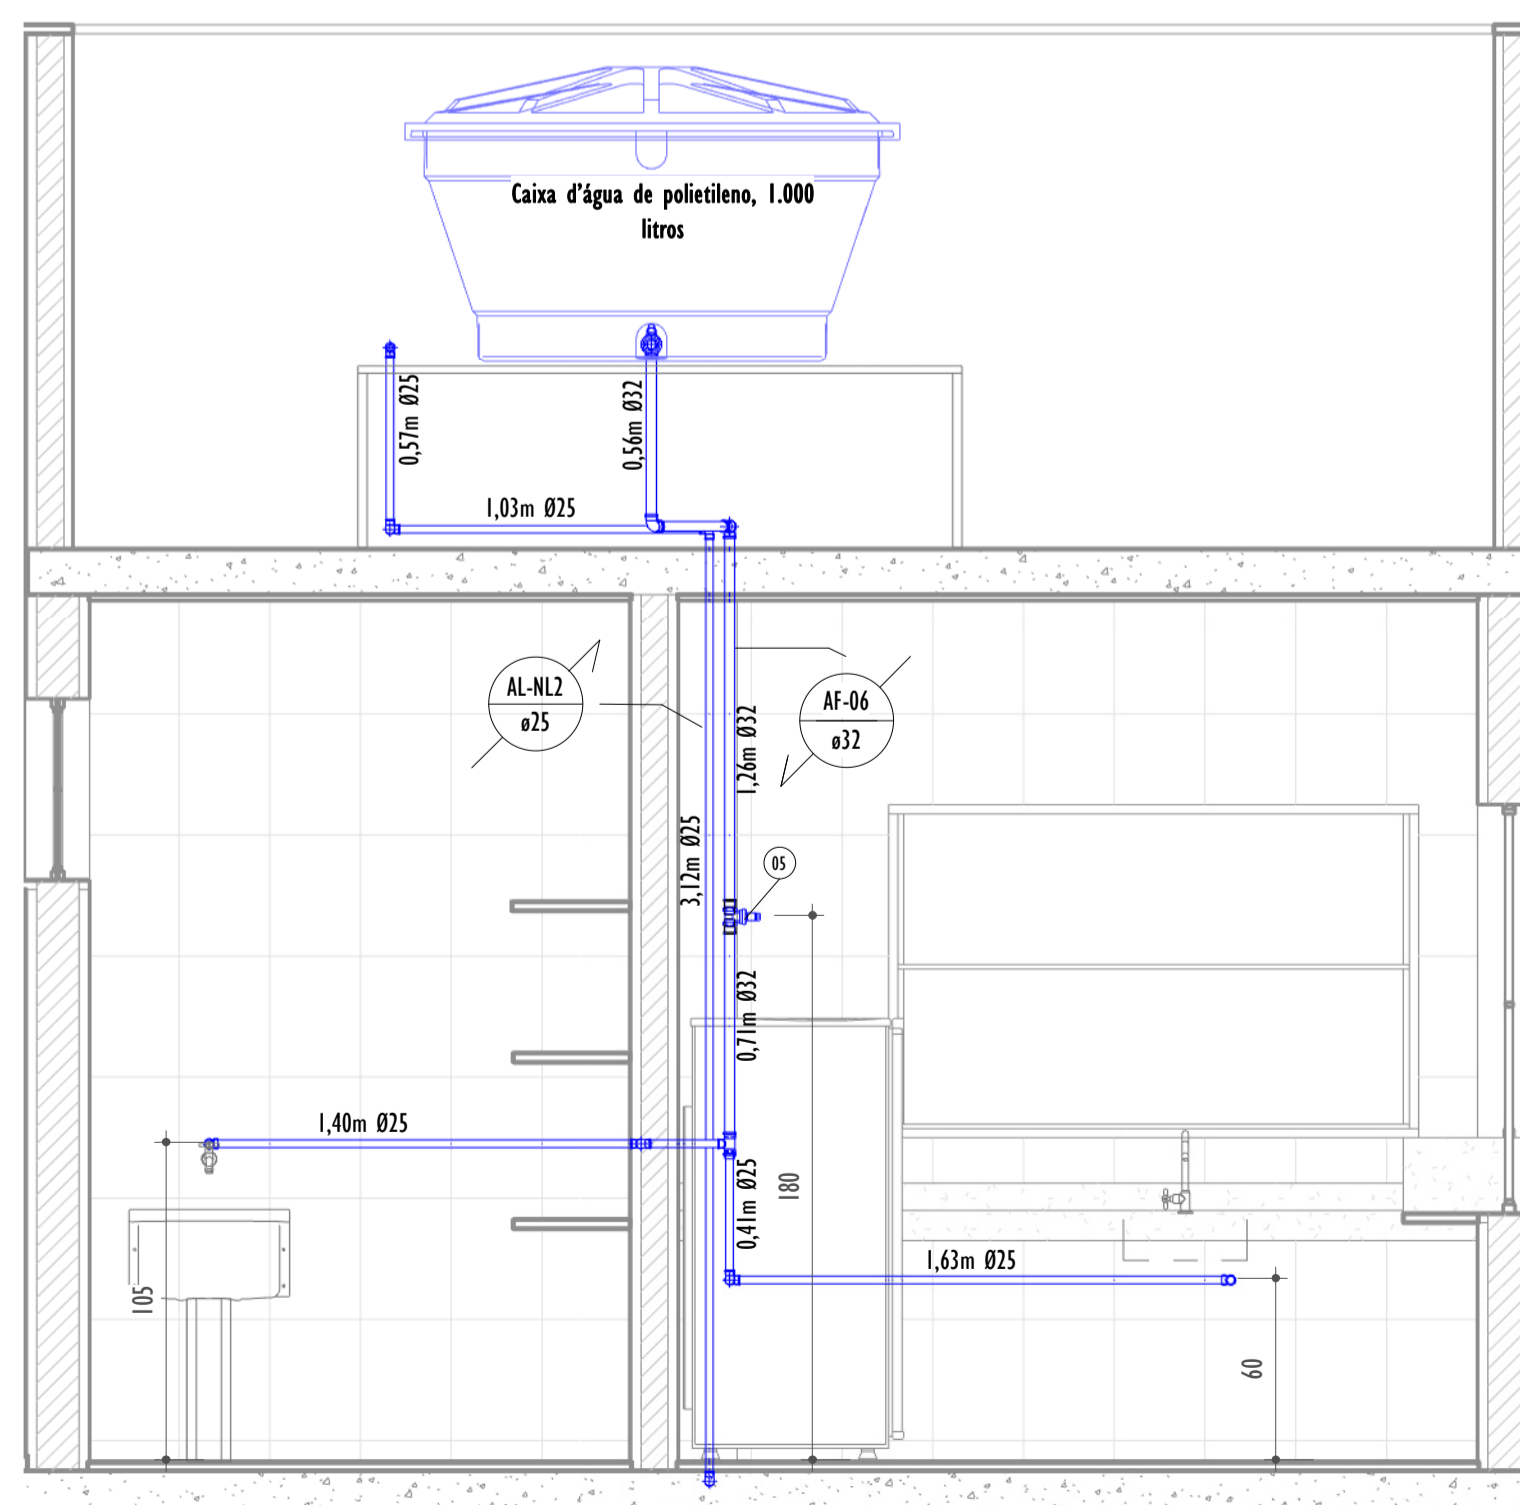 Caixa d'água de polietileno, 1.000
litros
0,57m Ø25
0,56m Ø32
1,03m Ø25
AL-NL2
ø25
AF-06
ø32
1,26m Ø32
3,12m Ø25
05
0,71m Ø32
1,40m Ø25
0,41m Ø25
180
1,63m Ø25
105
60